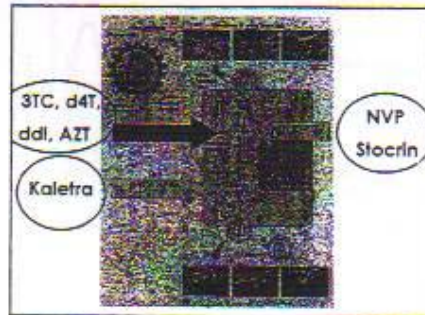 3TC, d4T,
ddI, AZT
Kaletra
NVP
Stocrin